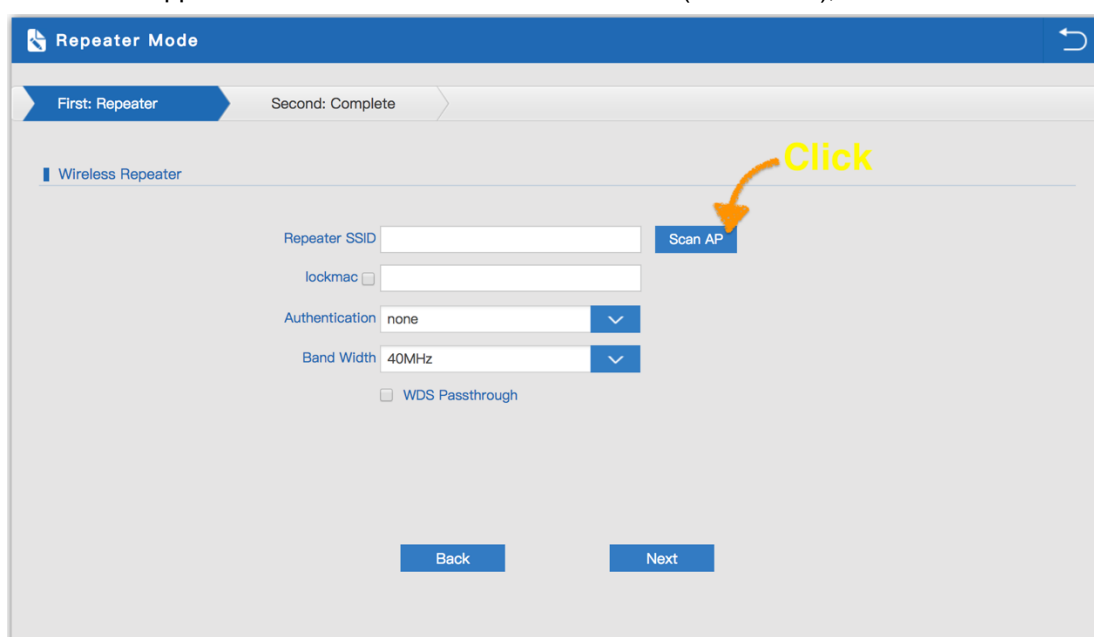 Repeater Mode
First: Repeater Second: Complete
Click
Wireless Repeater
Repeater SSID Scan AP
lockmac
Authentication none
Band Width 40MHz
WDS Passthrough
Back Next